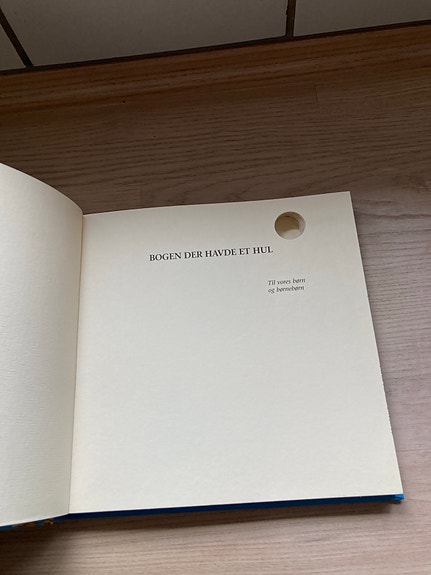 BOGEN DER HAVDE ET HUL
Til vores børn
og børnebørn